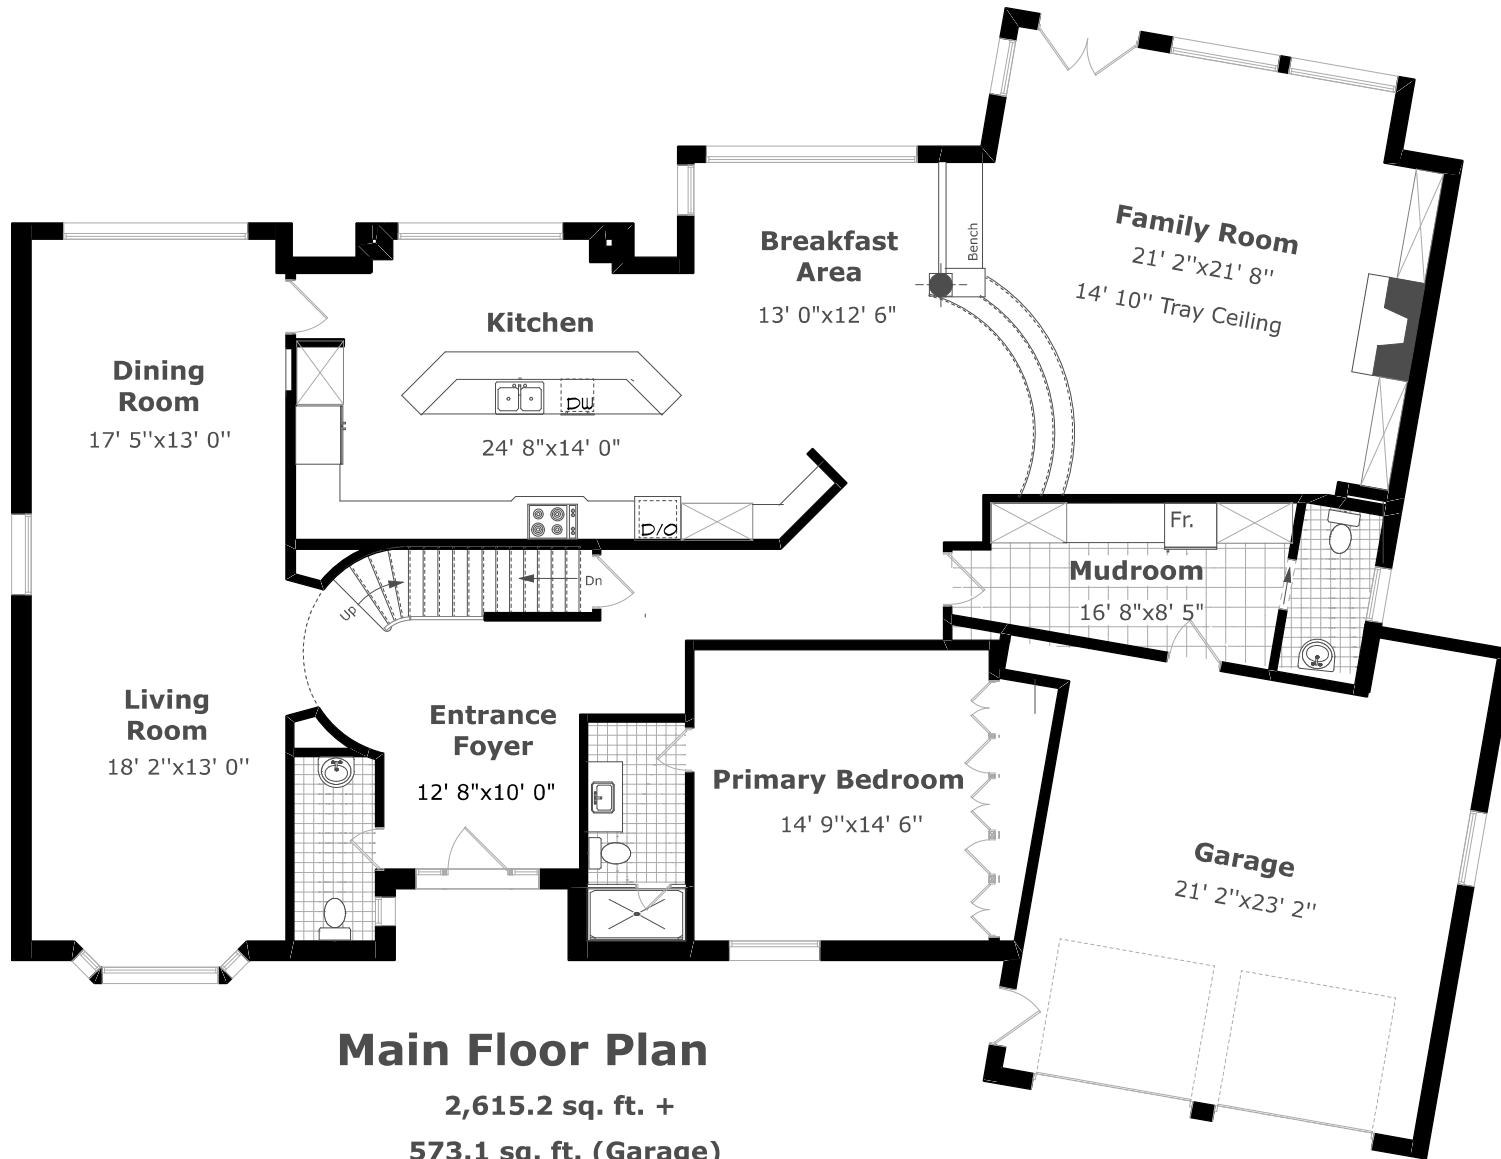 Family Room
21' 2''x21' 8''
14' 10'' Tray Ceiling
Bench
Breakfast
Area
13' 0"x12' 6"
Kitchen
DW
24' 8"x14' 0"
D/O
Dining
Room
17' 5''x13' 0''
Fr.
Mudroom
16' 8"x8' 5"
Dn
UP
Living
Room
18' 2''x13' 0''
Entrance
Foyer
12' 8"x10' 0"
Primary Bedroom
14' 9''x14' 6''
Garage
21' 2''x23' 2''
Main Floor Plan
2,615.2 sq. ft. +
573.1 sq. ft. (Garage)